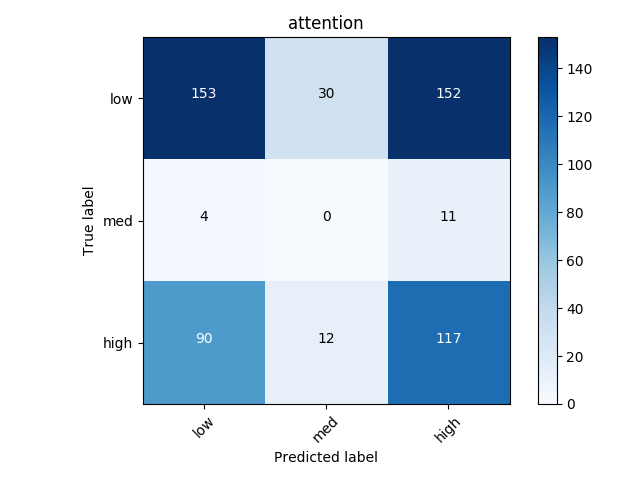 attention
True label
low
med
high
153 30 152
4 0 11
90 12 117
low med high
Predicted label
140
120
100
80
60
40
20
0